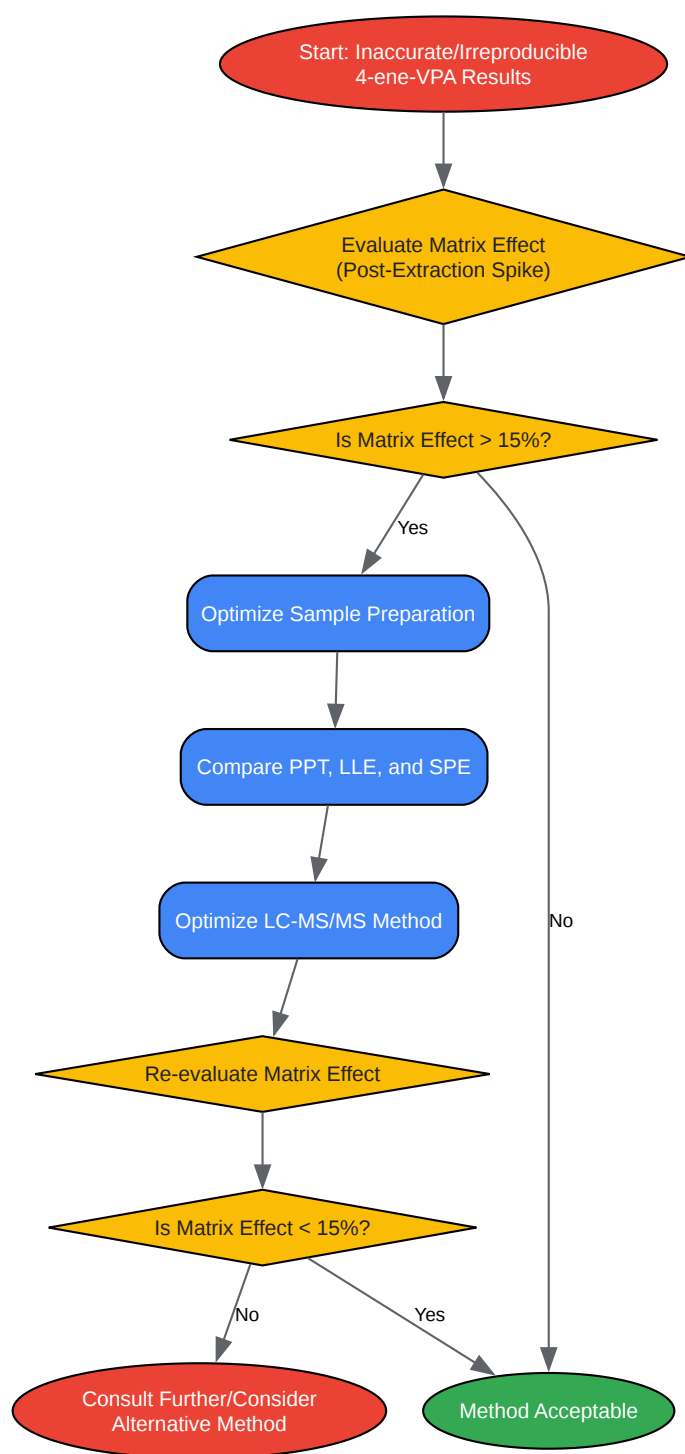 Start: Inaccurate/Irreproducible
4-ene-VPA Results
Evaluate Matrix Effect
(Post-Extraction Spike)
Is Matrix Effect > 15%?
Yes
Optimize Sample Preparation
Compare PPT, LLE, and SPE
Optimize LC-MS/MS Method
No
Re-evaluate Matrix Effect
Is Matrix Effect < 15%?
No
Yes
Consult Further/Consider
Alternative Method
Method Acceptable